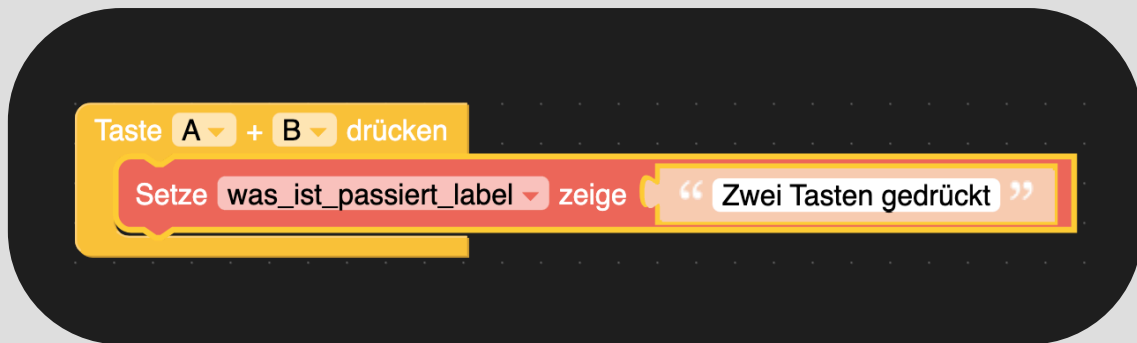 Taste A + B drücken
Setze was_ist_passiert_label zeige “ Zwei Tasten gedrückt ”